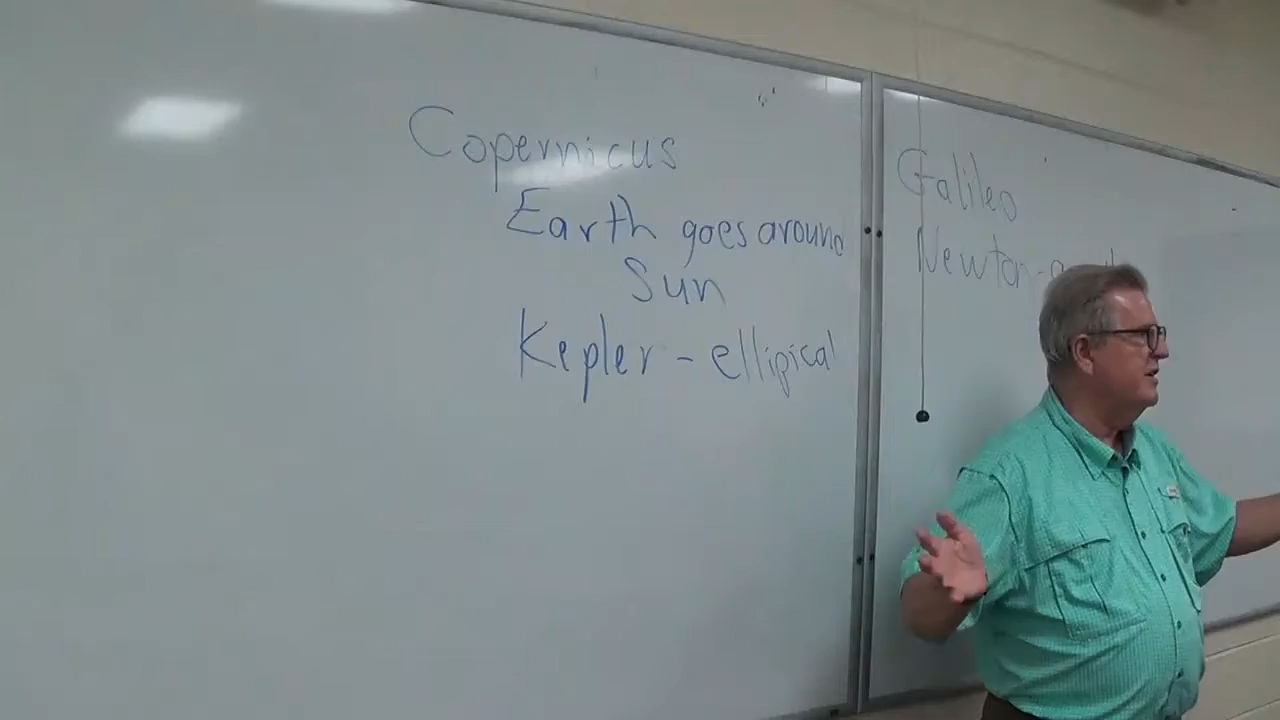 Copernicus
Earth goes around
Sun
Kepler - ellipical
Galileo
Newton -